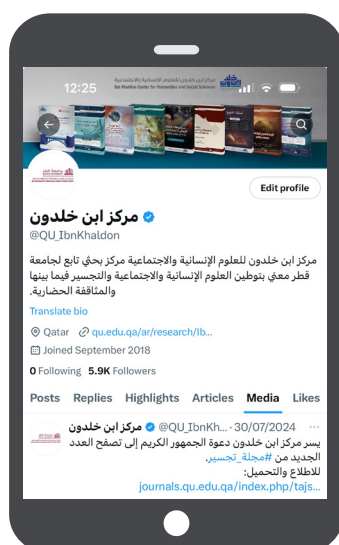 مركز ابن خلدون للعلوم الإنسانية والاجتماعية
Ibn Khaldon Center for Humanities and Social Sciences
12:25
Edit profile
مركز ابن خلدون
@QU_IbnKhaldon
مركز ابن خلدون للعلوم الإنسانية والاجتماعية مركز بحثي تابع لجامعة
قطر معني بتوطين العلوم الإنسانية والاجتماعية والتجسير فيما بينها
والمثاقفة الحضارية.
Translate bio
Qatar qu.edu.qa/ar/research/Ib...
Joined September 2018
0 Following 5.9K Followers
Posts Replies Highlights Articles Media Likes
مركز ابن خلدون @QU_IbnKh... · 30/07/2024
يسر مركز ابن خلدون دعوة الجمهور الكريم إلى تصفح العدد
الجديد من #مجلة_تجسير.
للاطلاع والتحميل:
journals.qu.edu.qa/index.php/tajs...